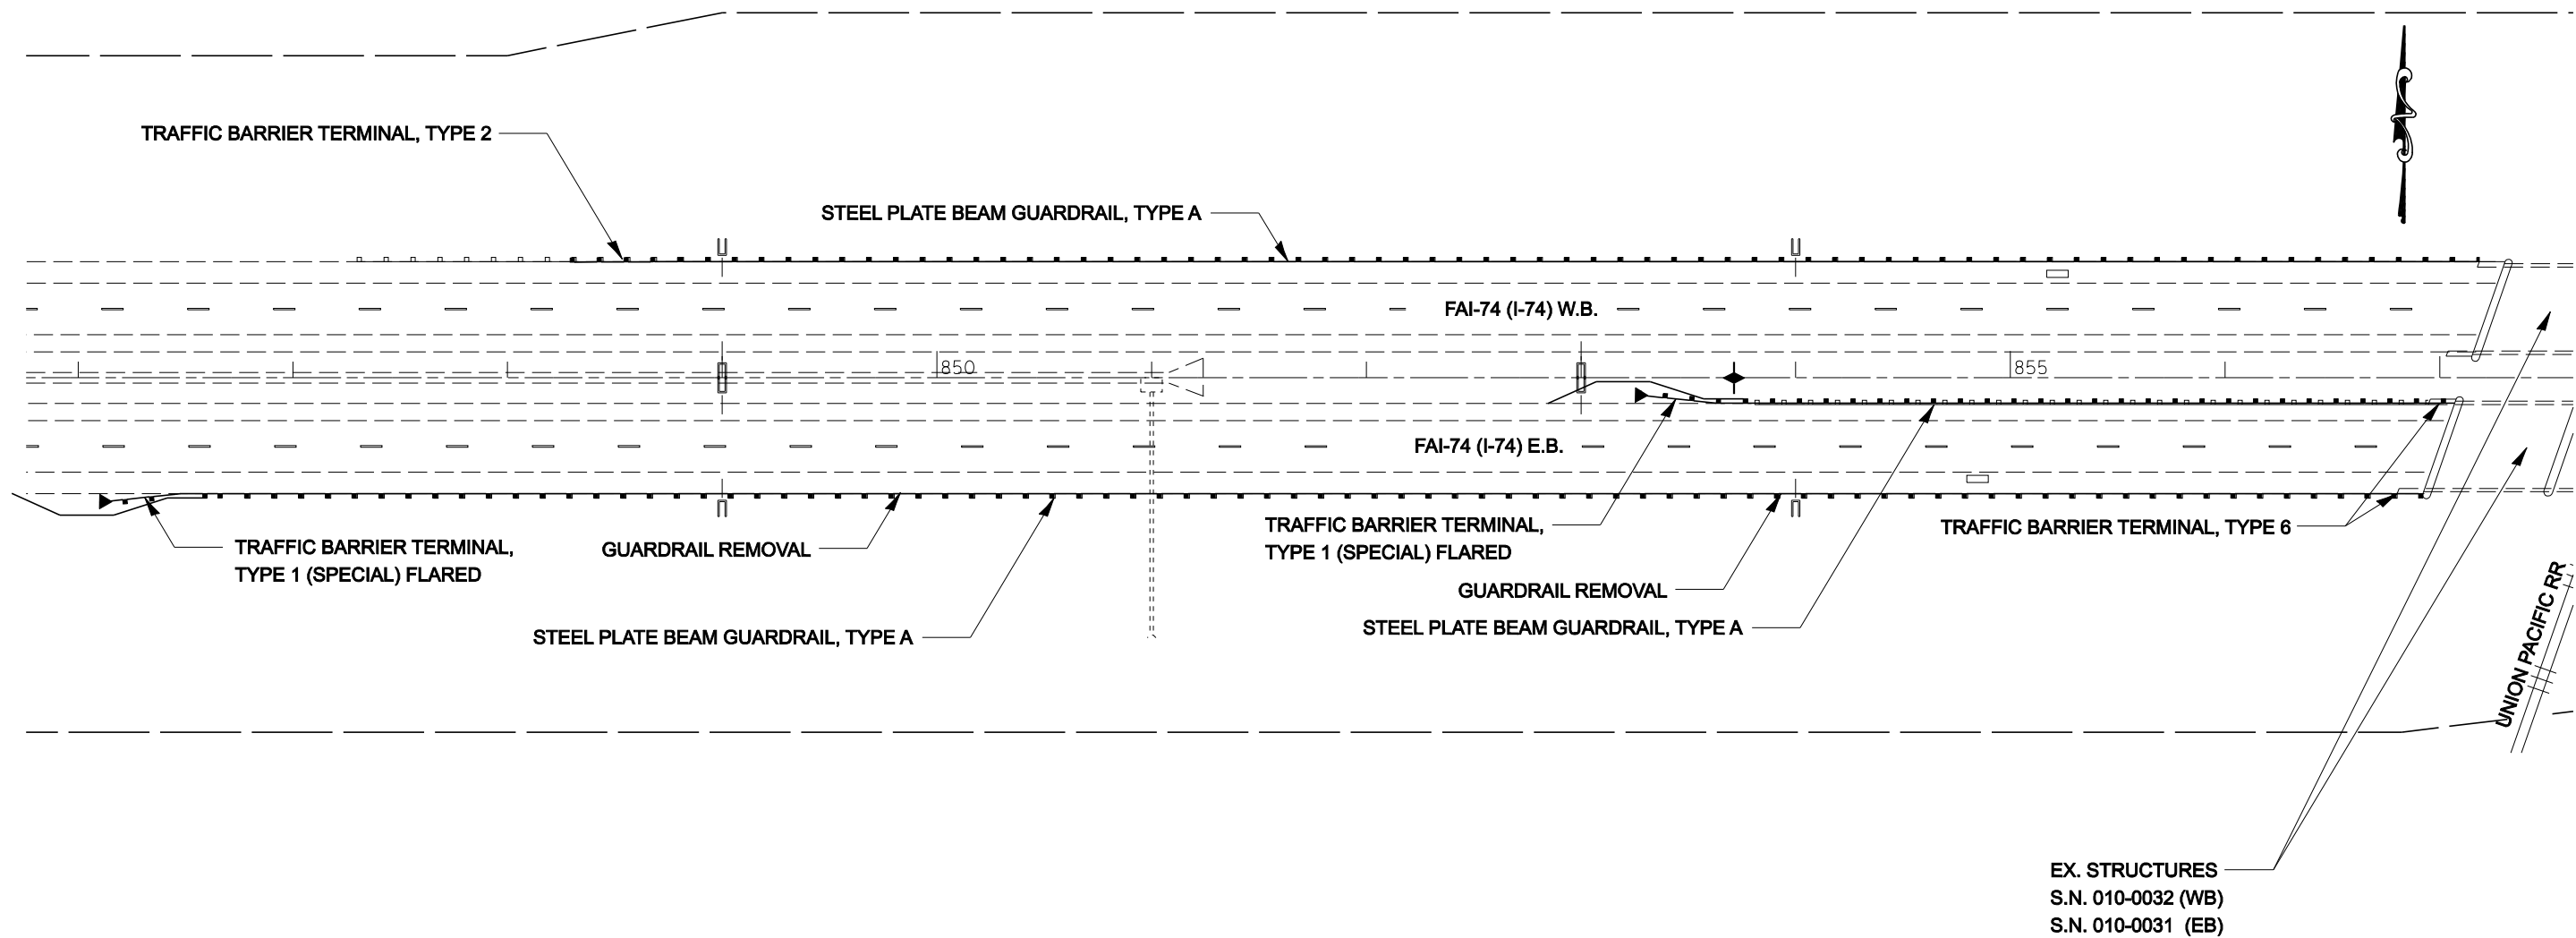 TRAFFIC BARRIER TERMINAL, TYPE 2
STEEL PLATE BEAM GUARDRAIL, TYPE A
FAI-74 (I-74) W.B.
850
855
FAI-74 (I-74) E.B.
TRAFFIC BARRIER TERMINAL,
TYPE 1 (SPECIAL) FLARED
GUARDRAIL REMOVAL
TRAFFIC BARRIER TERMINAL,
TYPE 1 (SPECIAL) FLARED
TRAFFIC BARRIER TERMINAL, TYPE 6
GUARDRAIL REMOVAL
STEEL PLATE BEAM GUARDRAIL, TYPE A
STEEL PLATE BEAM GUARDRAIL, TYPE A
UNION PACIFIC RR
EX. STRUCTURES
S.N. 010-0032 (WB)
S.N. 010-0031 (EB)